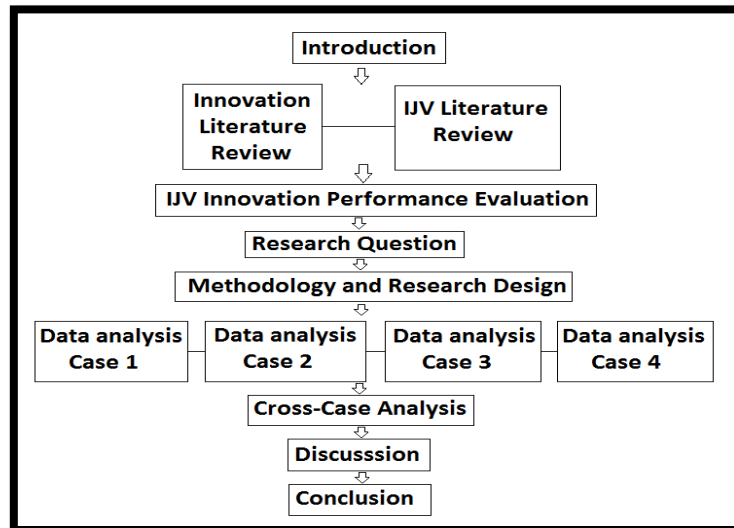 Introduction
Innovation
Literature
Review
IJV Literature
Review
IJV Innovation Performance Evaluation
Research Question
Methodology and Research Design
Data analysis
Case 1
Data analysis
Case 2
Data analysis
Case 3
Data analysis
Case 4
Cross-Case Analysis
Discusssion
Conclusion